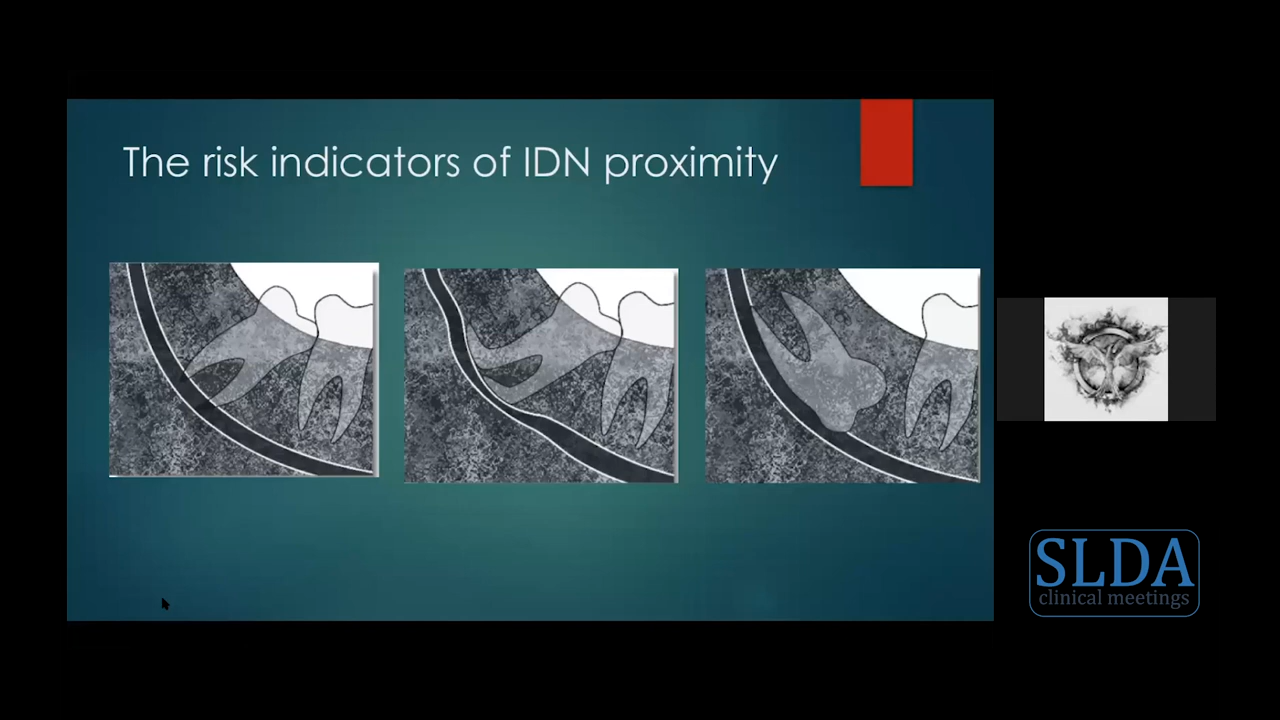 The risk indicators of IDN proximity
SLDA
clinical meetings